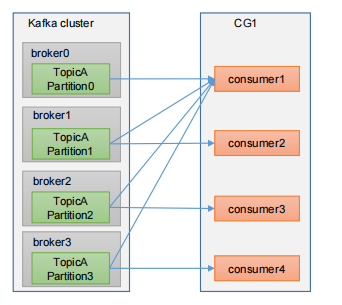 Kafka cluster
CG1
broker0
TopicA
Partition0
consumer1
broker1
TopicA
Partition1
consumer2
broker2
TopicA
Partition2
consumer3
broker3
TopicA
Partition3
consumer4